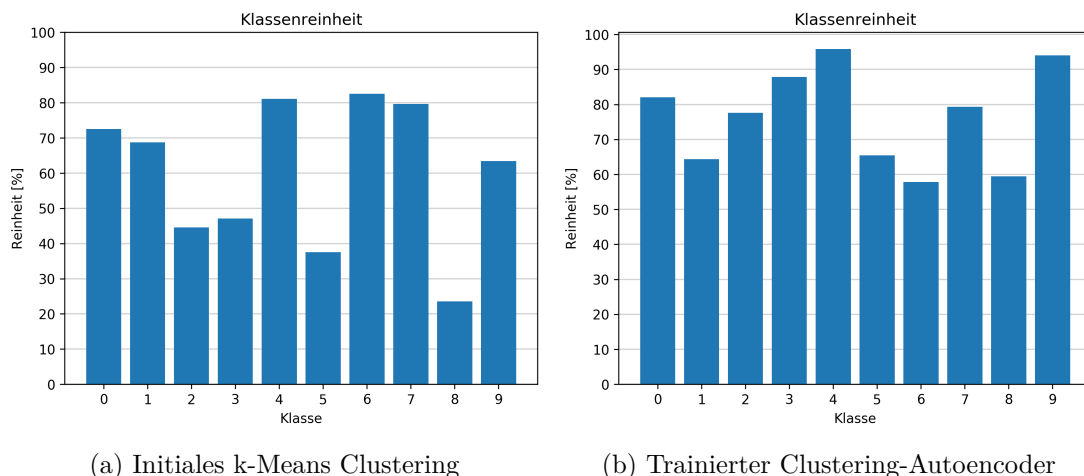 Klassenreinheit
100
90
80
70
60
50
40
30
20
10
0
Reinheit [%]
0 1 2 3 4 5 6 7 8 9
Klasse
(a) Initiales k-Means Clustering
Klassenreinheit
100
90
80
70
60
50
40
30
20
10
0
Reinheit [%]
0 1 2 3 4 5 6 7 8 9
Klasse
(b) Trainierter Clustering-Autoencoder